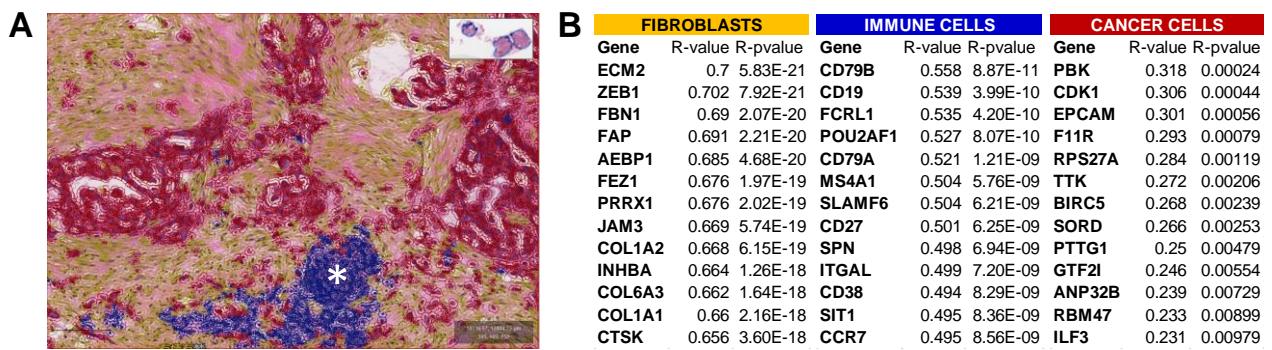 A
*
B
FIBROBLASTS IMMUNE CELLS CANCER CELLS
Gene R-value R-pvalue Gene R-value R-pvalue Gene R-value R-pvalue
ECM2 0.7 5.83E-21 CD79B 0.558 8.87E-11 PBK 0.318 0.00024
ZEB1 0.702 7.92E-21 CD19 0.539 3.99E-10 CDK1 0.306 0.00044
FBN1 0.69 2.07E-20 FCRL1 0.535 4.20E-10 EPCAM 0.301 0.00056
FAP 0.691 2.21E-20 POU2AF1 0.527 8.07E-10 F11R 0.293 0.00079
AEBP1 0.685 4.68E-20 CD79A 0.521 1.21E-09 RPS27A 0.284 0.00119
FEZ1 0.676 1.97E-19 MS4A1 0.504 5.76E-09 TTK 0.272 0.00206
PRRX1 0.676 2.02E-19 SLAMF6 0.504 6.21E-09 BIRC5 0.268 0.00239
JAM3 0.669 5.74E-19 CD27 0.501 6.25E-09 SORD 0.266 0.00253
COL1A2 0.668 6.15E-19 SPN 0.498 6.94E-09 PTTG1 0.25 0.00479
INHBA 0.664 1.26E-18 ITGAL 0.499 7.20E-09 GTF2I 0.246 0.00554
COL6A3 0.662 1.64E-18 CD38 0.494 8.29E-09 ANP32B 0.239 0.00729
COL1A1 0.66 2.16E-18 SIT1 0.495 8.36E-09 RBM47 0.233 0.00899
CTSK 0.656 3.60E-18 CCR7 0.495 8.56E-09 ILF3 0.231 0.00979